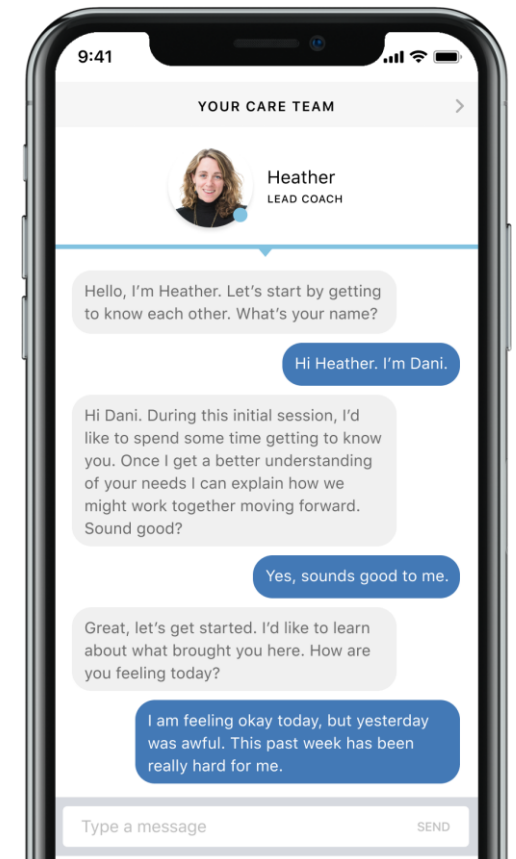 9:41
YOUR CARE TEAM
Heather
LEAD COACH
Hello, I’m Heather. Let’s start by getting
to know each other. What’s your name?
Hi Heather. I’m Dani.
Hi Dani. During this initial session, I’d
like to spend some time getting to know
you. Once I get a better understanding
of your needs I can explain how we
might work together moving forward.
Sound good?
Yes, sounds good to me.
Great, let’s get started. I’d like to learn
about what brought you here. How are
you feeling today?
I am feeling okay today, but yesterday
was awful. This past week has been
really hard for me.
Type a message
SEND